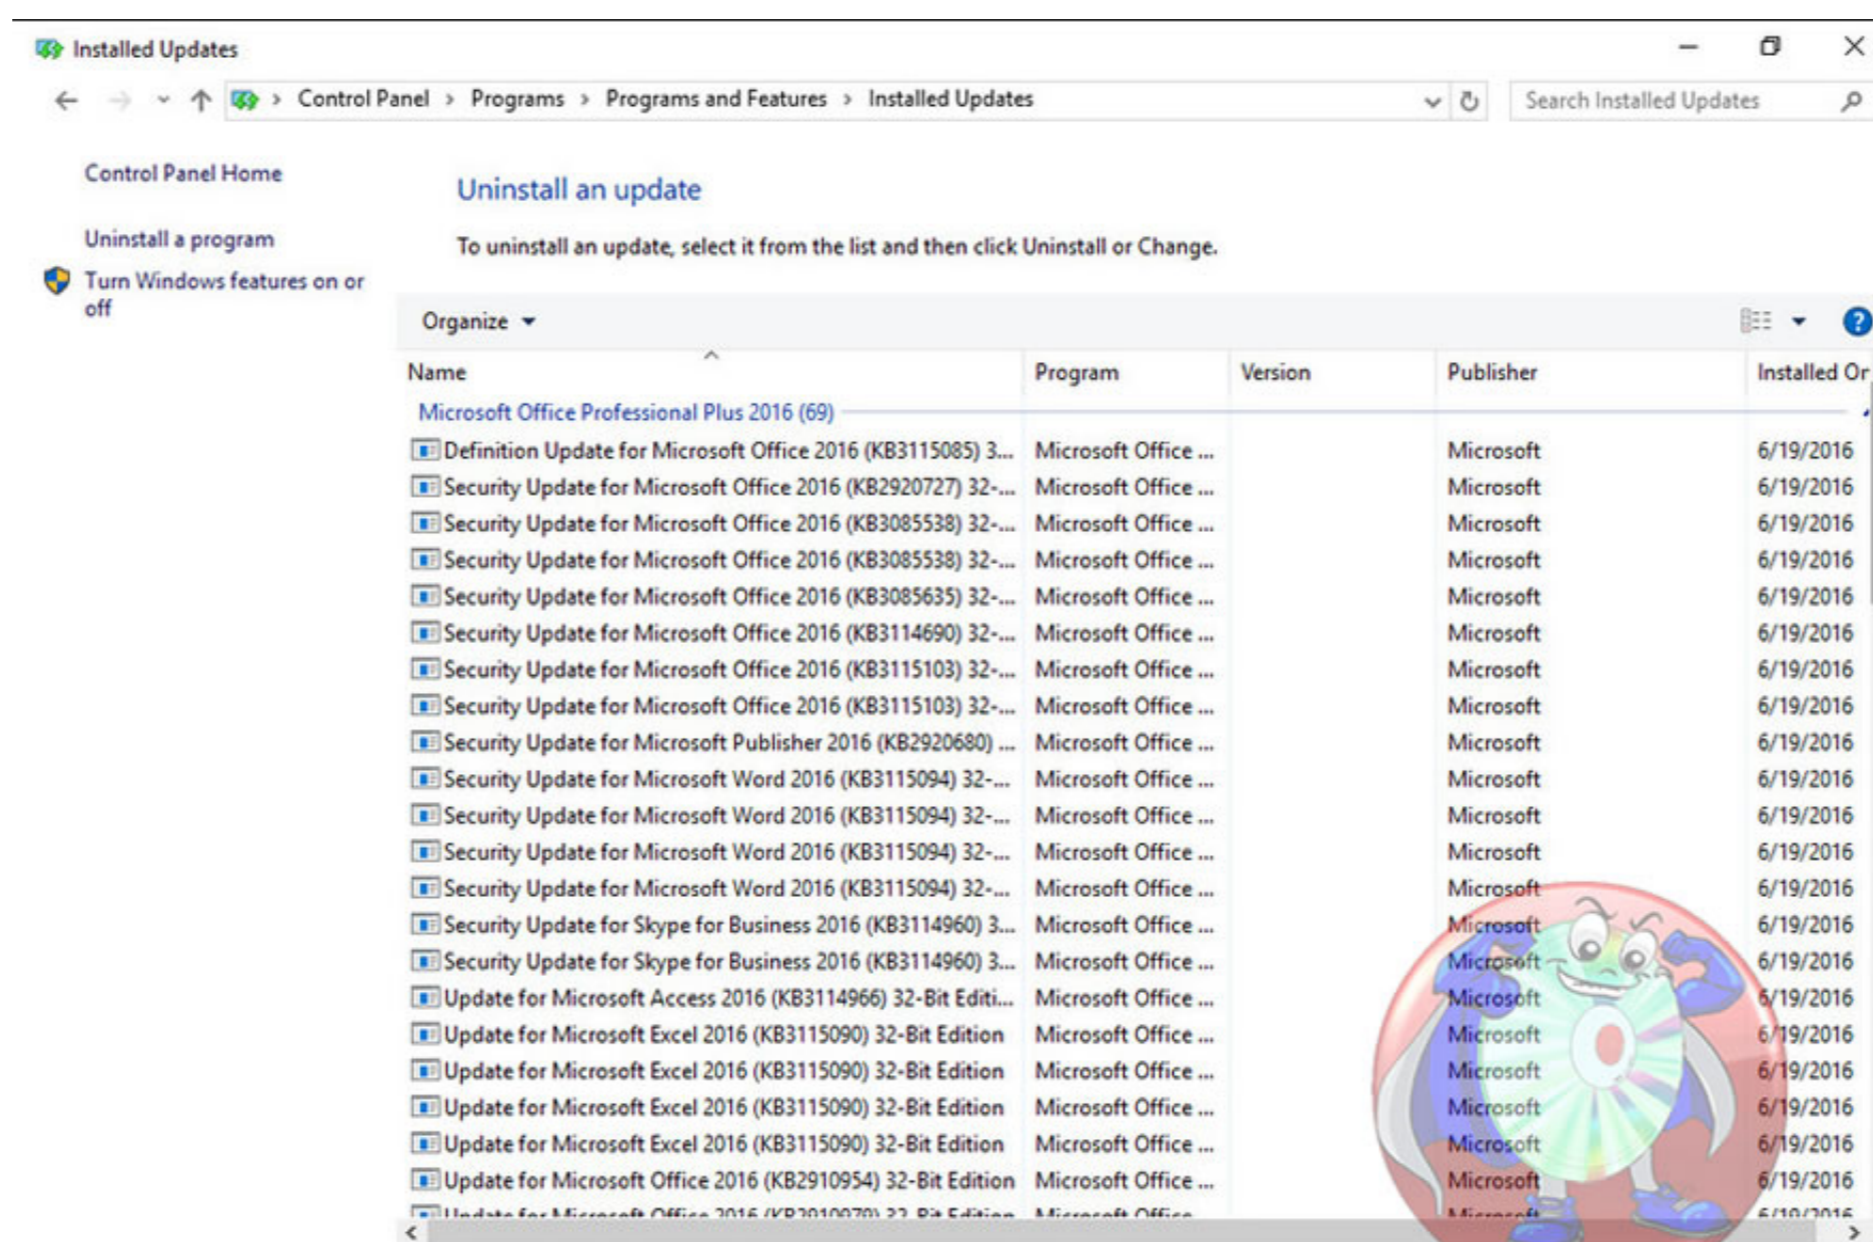 Installed Updates
Control Panel > Programs > Programs and Features > Installed Updates
Search Installed Updates
Control Panel Home
Uninstall a program
Turn Windows features on or
off
Uninstall an update
To uninstall an update, select it from the list and then click Uninstall or Change.
Organize
Name Program Version Publisher Installed Or
Microsoft Office Professional Plus 2016 (69)
Definition Update for Microsoft Office 2016 (KB3115085) 3... Microsoft Office ... Microsoft 6/19/2016
Security Update for Microsoft Office 2016 (KB2920727) 32-... Microsoft Office ... Microsoft 6/19/2016
Security Update for Microsoft Office 2016 (KB3085538) 32-... Microsoft Office ... Microsoft 6/19/2016
Security Update for Microsoft Office 2016 (KB3085538) 32-... Microsoft Office ... Microsoft 6/19/2016
Security Update for Microsoft Office 2016 (KB3085635) 32-... Microsoft Office ... Microsoft 6/19/2016
Security Update for Microsoft Office 2016 (KB3114690) 32-... Microsoft Office ... Microsoft 6/19/2016
Security Update for Microsoft Office 2016 (KB3115103) 32-... Microsoft Office ... Microsoft 6/19/2016
Security Update for Microsoft Office 2016 (KB3115103) 32-... Microsoft Office ... Microsoft 6/19/2016
Security Update for Microsoft Publisher 2016 (KB2920680) ... Microsoft Office ... Microsoft 6/19/2016
Security Update for Microsoft Word 2016 (KB3115094) 32-... Microsoft Office ... Microsoft 6/19/2016
Security Update for Microsoft Word 2016 (KB3115094) 32-... Microsoft Office ... Microsoft 6/19/2016
Security Update for Microsoft Word 2016 (KB3115094) 32-... Microsoft Office ... Microsoft 6/19/2016
Security Update for Microsoft Word 2016 (KB3115094) 32-... Microsoft Office ... Microsoft 6/19/2016
Security Update for Skype for Business 2016 (KB3114960) 3... Microsoft Office ... Microsoft 6/19/2016
Security Update for Skype for Business 2016 (KB3114960) 3... Microsoft Office ... Microsoft 6/19/2016
Update for Microsoft Access 2016 (KB3114966) 32-Bit Editi... Microsoft Office ... Microsoft 6/19/2016
Update for Microsoft Excel 2016 (KB3115090) 32-Bit Edition Microsoft Office ... Microsoft 6/19/2016
Update for Microsoft Excel 2016 (KB3115090) 32-Bit Edition Microsoft Office ... Microsoft 6/19/2016
Update for Microsoft Excel 2016 (KB3115090) 32-Bit Edition Microsoft Office ... Microsoft 6/19/2016
Update for Microsoft Excel 2016 (KB3115090) 32-Bit Edition Microsoft Office ... Microsoft 6/19/2016
Update for Microsoft Office 2016 (KB2910954) 32-Bit Edition Microsoft Office ... Microsoft 6/19/2016
Update for Microsoft Office 2016 (KB2910979) 32-Bit Edition Microsoft Office Microsoft 6/19/2016